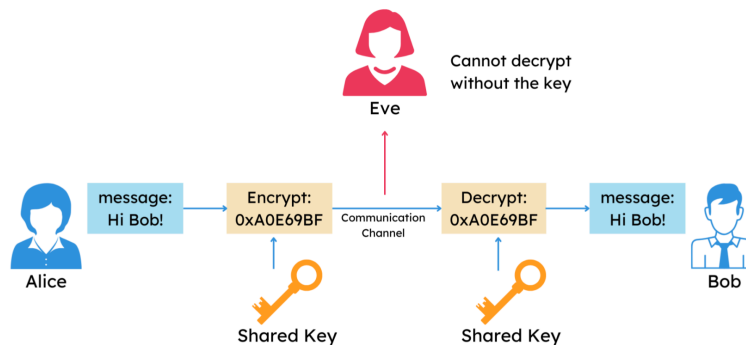 Cannot decrypt
without the key
Eve
message:
Hi Bob!
Encrypt:
0xA0E69BF
Communication
Channel
Decrypt:
0xA0E69BF
message:
Hi Bob!
Alice
Bob
Shared Key
Shared Key